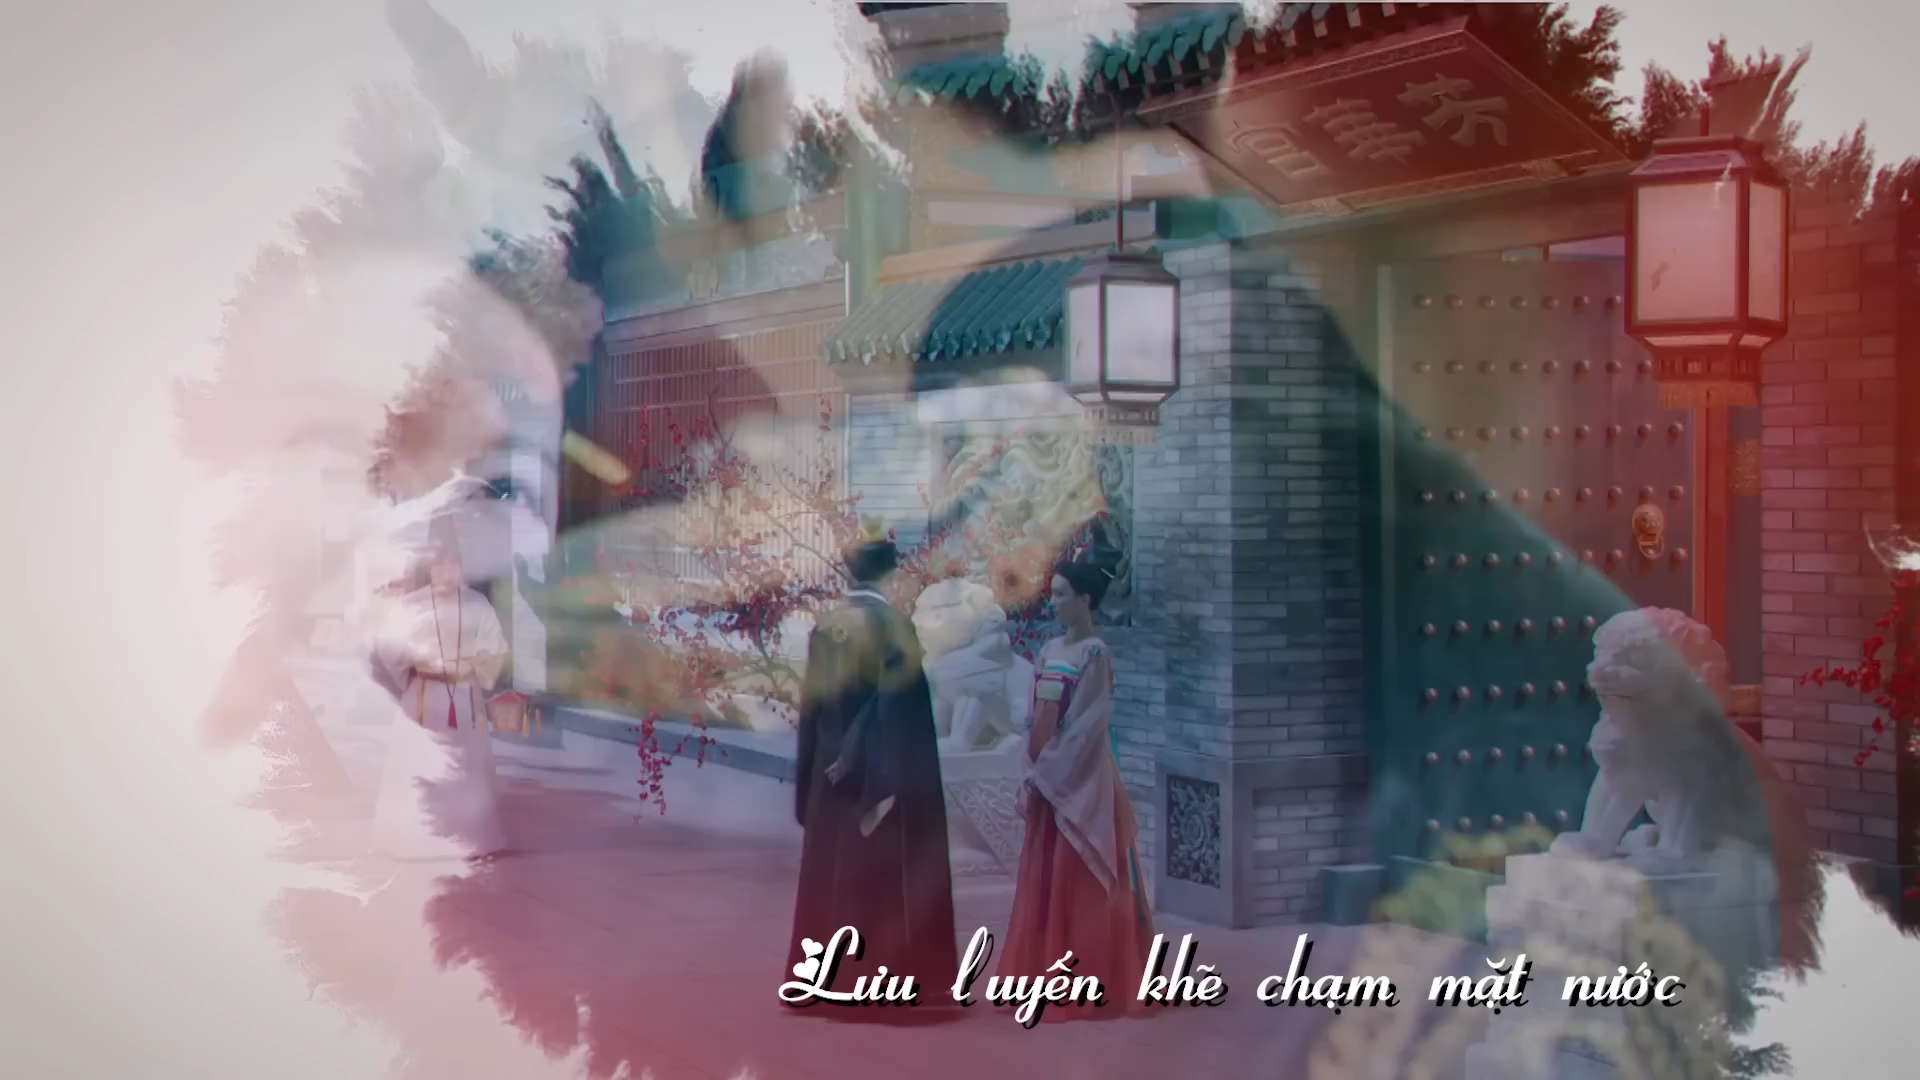 Lưu luyến khẽ chạm mặt nước